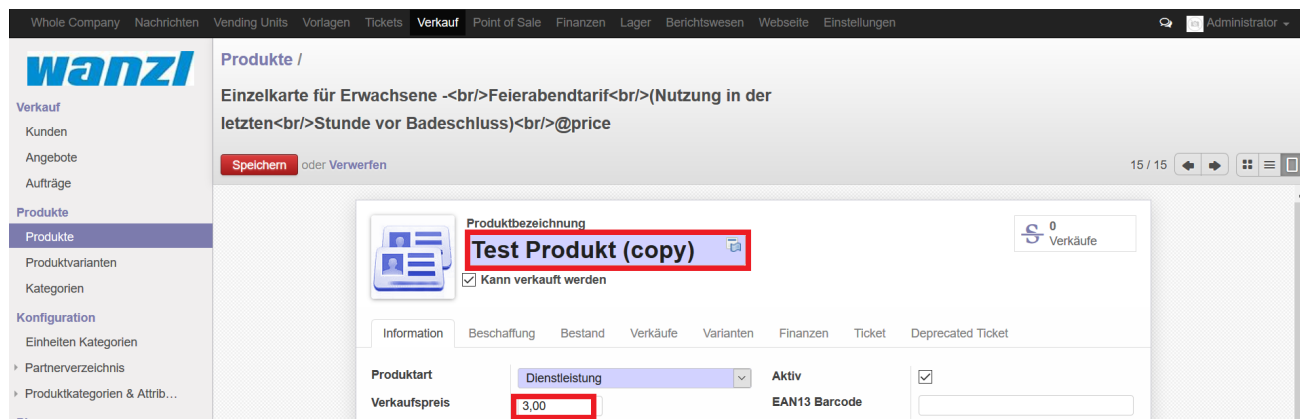 Whole Company Nachrichten Vending Units Vorlagen Tickets Verkauf Point of Sale Finanzen Lager Berichtswesen Webseite Einstellungen Administrator
wanzl
Verkauf
Kunden
Angebote
Aufträge
Produkte
Produkte
Produktvarianten
Kategorien
Konfiguration
Einheiten Kategorien
Partnerverzeichnis
Produktkategorien & Attrib…
Produkte /
Einzelkarte für Erwachsene -<br/>Feierabendtarif<br/>(Nutzung in der
letzten<br/>Stunde vor Badeschluss)<br/>@price
Speichern oder Verwerfen
15 / 15
Produktbezeichnung
Test Produkt (copy)
Kann verkauft werden
0
Verkäufe
Information Beschaffung Bestand Verkäufe Varianten Finanzen Ticket Deprecated Ticket
Produktart Dienstleistung Aktiv
Verkaufspreis 3,00 EAN13 Barcode